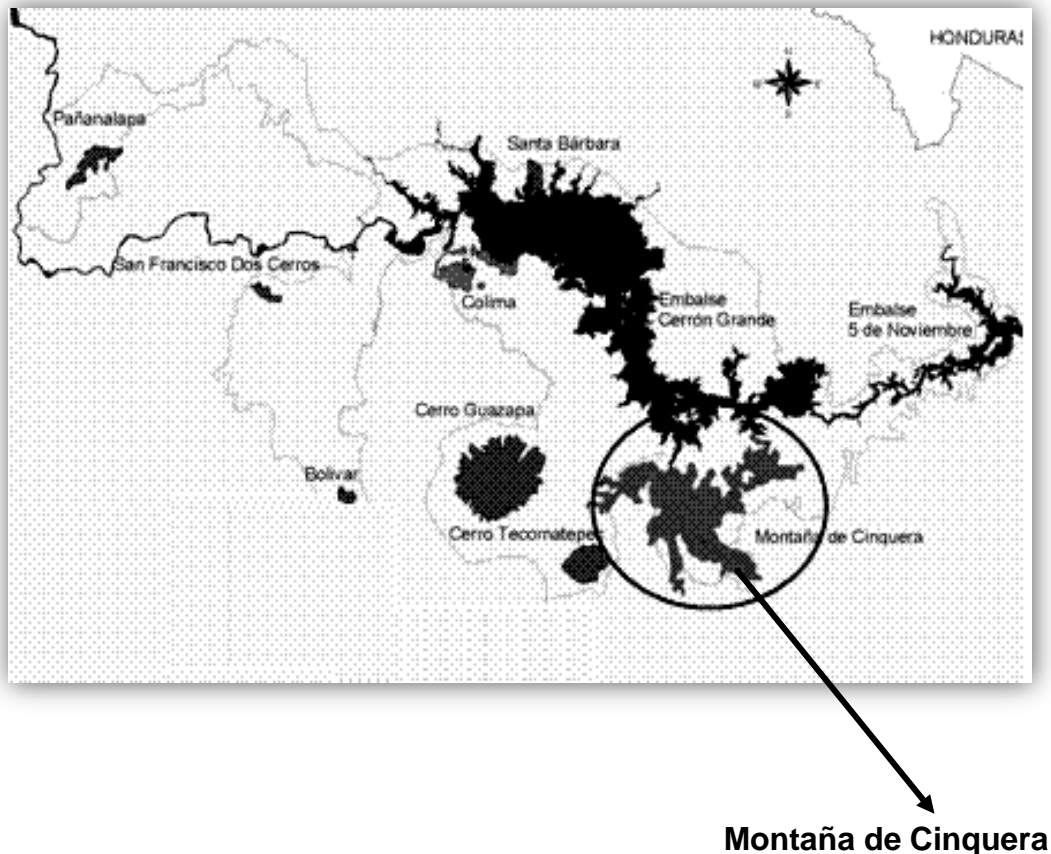 HONDURAS
Pañanalapa
Santa Bárbara
San Francisco Dos Cerros
Colima
Embalse
Cerrón Grande
Embalse
5 de Noviembre
Cerro Guazapa
Bolivar
Cerro Tecomatepec
Montaña de Cinquera
Montaña de Cinquera